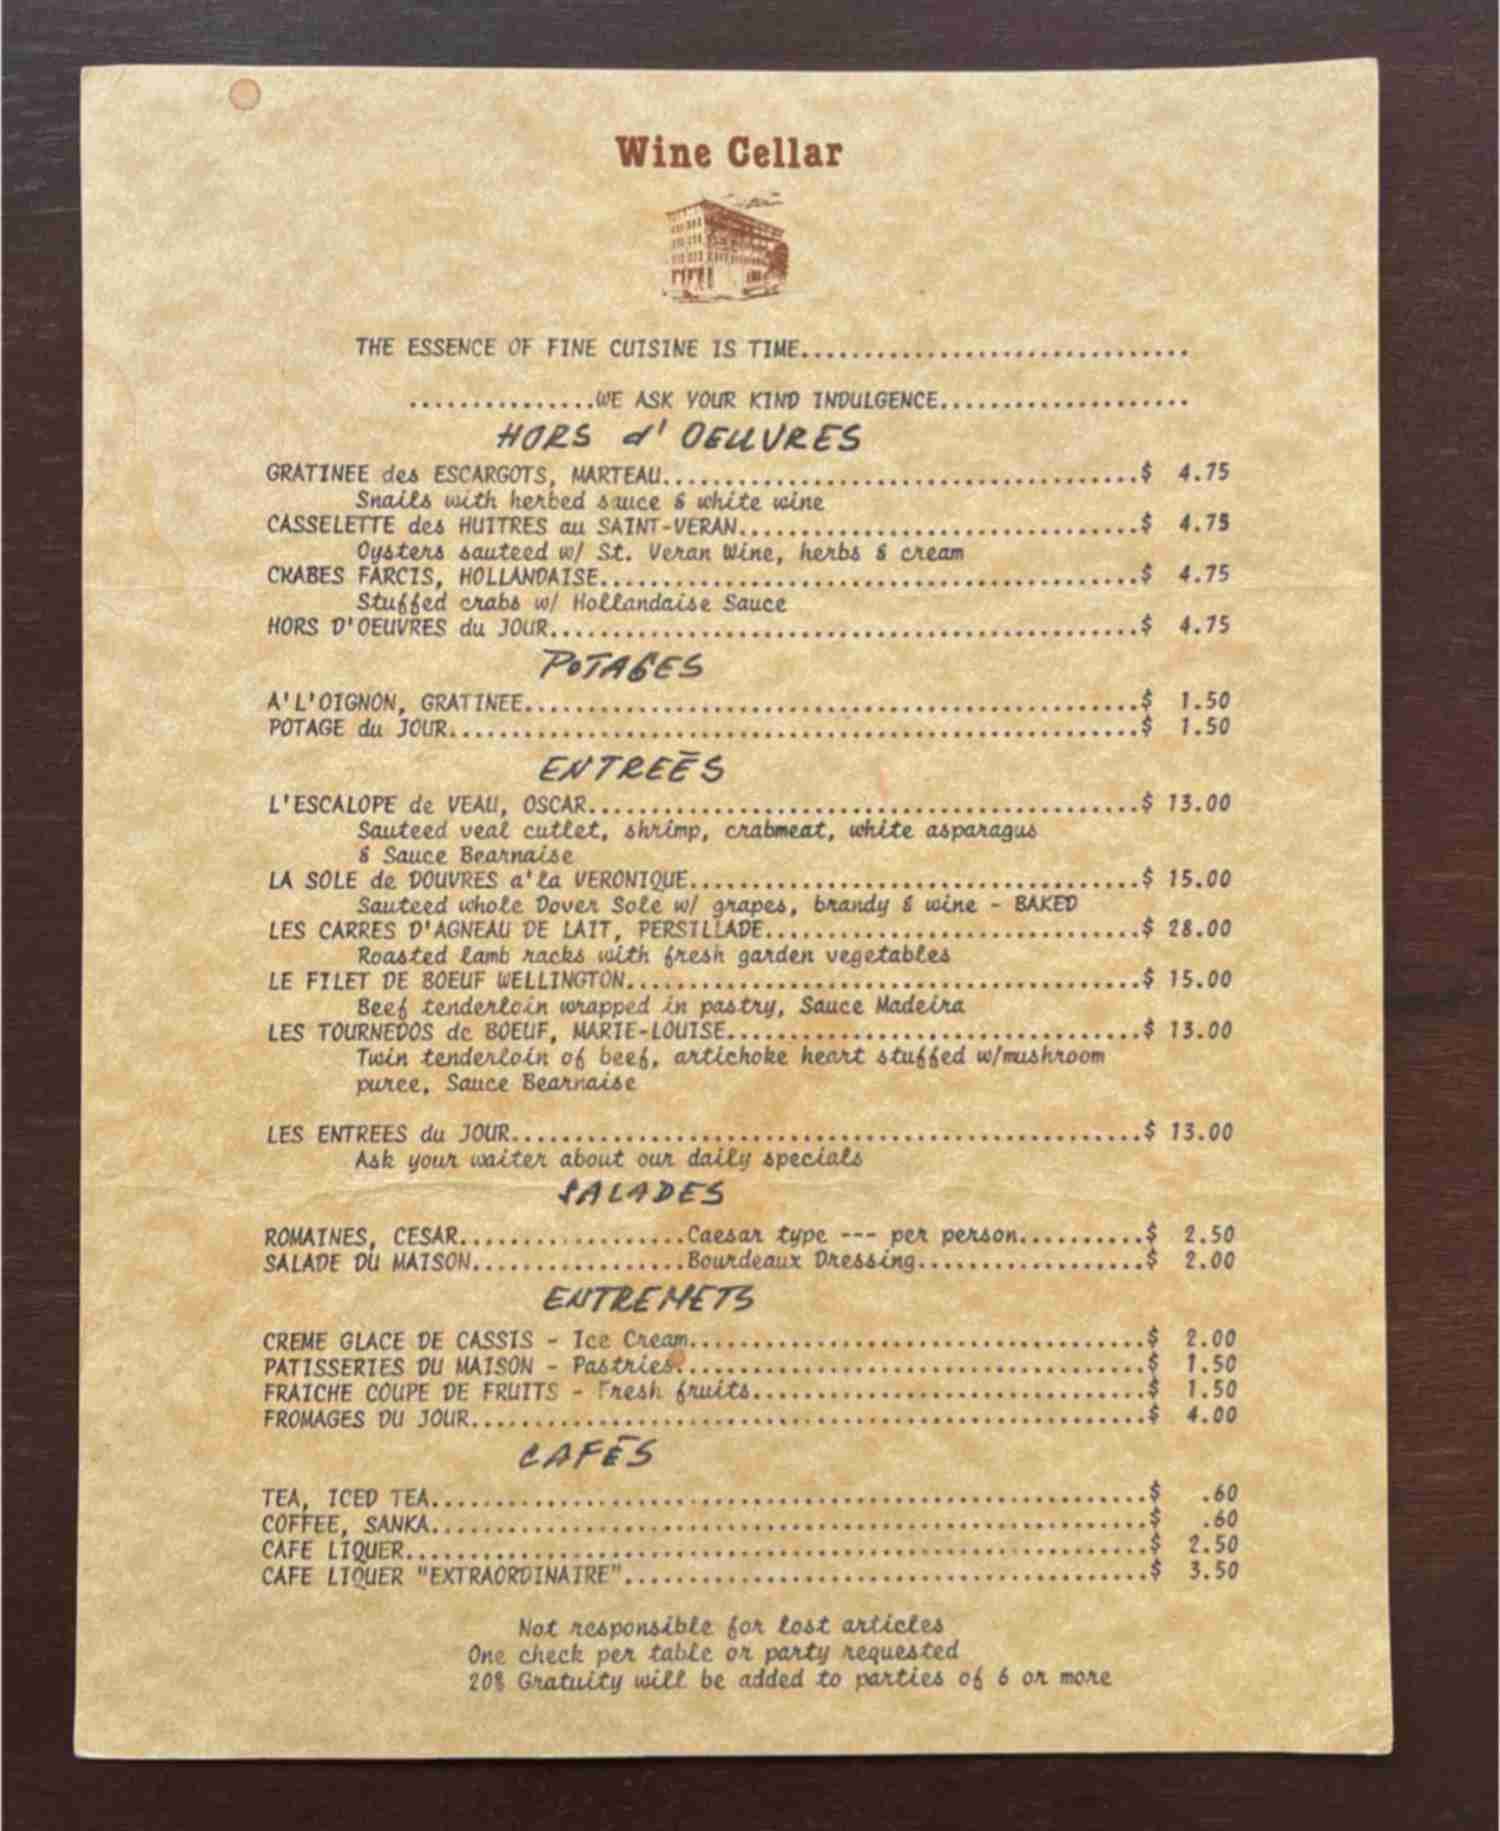 Wine Cellar
THE ESSENCE OF FINE CUISINE IS TIME...............................
...............WE ASK YOUR KIND INDULGENCE....................
HORS d' OEUVRES
GRATINEE des ESCARGOTS, MARTEAU......................................$ 4.75
Snails with herbed sauce & white wine
CASSELETTE des HUITRES au SAINT-VERAN................................$ 4.75
Oysters sauteed w/ St. Veran Wine, herbs & cream
CRABES FARCIS, HOLLANDAISE...........................................$ 4.75
Stuffed crabs w/ Hollandaise Sauce
HORS D'OEUVRES du JOUR...............................................$ 4.75
POTAGES
A'L'OIGNON, GRATINEE.................................................$ 1.50
POTAGE du JOUR.......................................................$ 1.50
ENTREÉS
L'ESCALOPE de VEAU, OSCAR............................................$ 13.00
Sauteed veal cutlet, shrimp, crabmeat, white asparagus
& Sauce Bearnaise
LA SOLE de DOUVRES a'la VERONIQUE....................................$ 15.00
Sauteed whole Dover Sole w/ grapes, brandy & wine - BAKED
LES CARRES D'AGNEAU DE LAIT, PERSILLADE..............................$ 28.00
Roasted lamb racks with fresh garden vegetables
LE FILET DE BOEUF WELLINGTON.........................................$ 15.00
Beef tenderloin wrapped in pastry, Sauce Madeira
LES TOURNEDOS de BOEUF, MARIE-LOUISE.................................$ 13.00
Twin tenderloin of beef, artichoke heart stuffed w/mushroom
puree, Sauce Bearnaise
LES ENTREES du JOUR..................................................$ 13.00
Ask your waiter about our daily specials
SALADES
ROMAINES, CESAR..................Caesar type --- per person..........$ 2.50
SALADE DU MAISON.................Bourdeaux Dressing..................$ 2.00
ENTREMETS
CREME GLACE DE CASSIS - Ice Cream....................................$ 2.00
PATISSERIES DU MAISON - Pastries.....................................$ 1.50
FRAICHE COUPE DE FRUITS - Fresh fruits...............................$ 1.50
FROMAGES DU JOUR.....................................................$ 4.00
CAFÉS
TEA, ICED TEA........................................................$ .60
COFFEE, SANKA........................................................$ .60
CAFE LIQUER..........................................................$ 2.50
CAFE LIQUER "EXTRAORDINAIRE".........................................$ 3.50
Not responsible for lost articles
One check per table or party requested
20% Gratuity will be added to parties of 6 or more